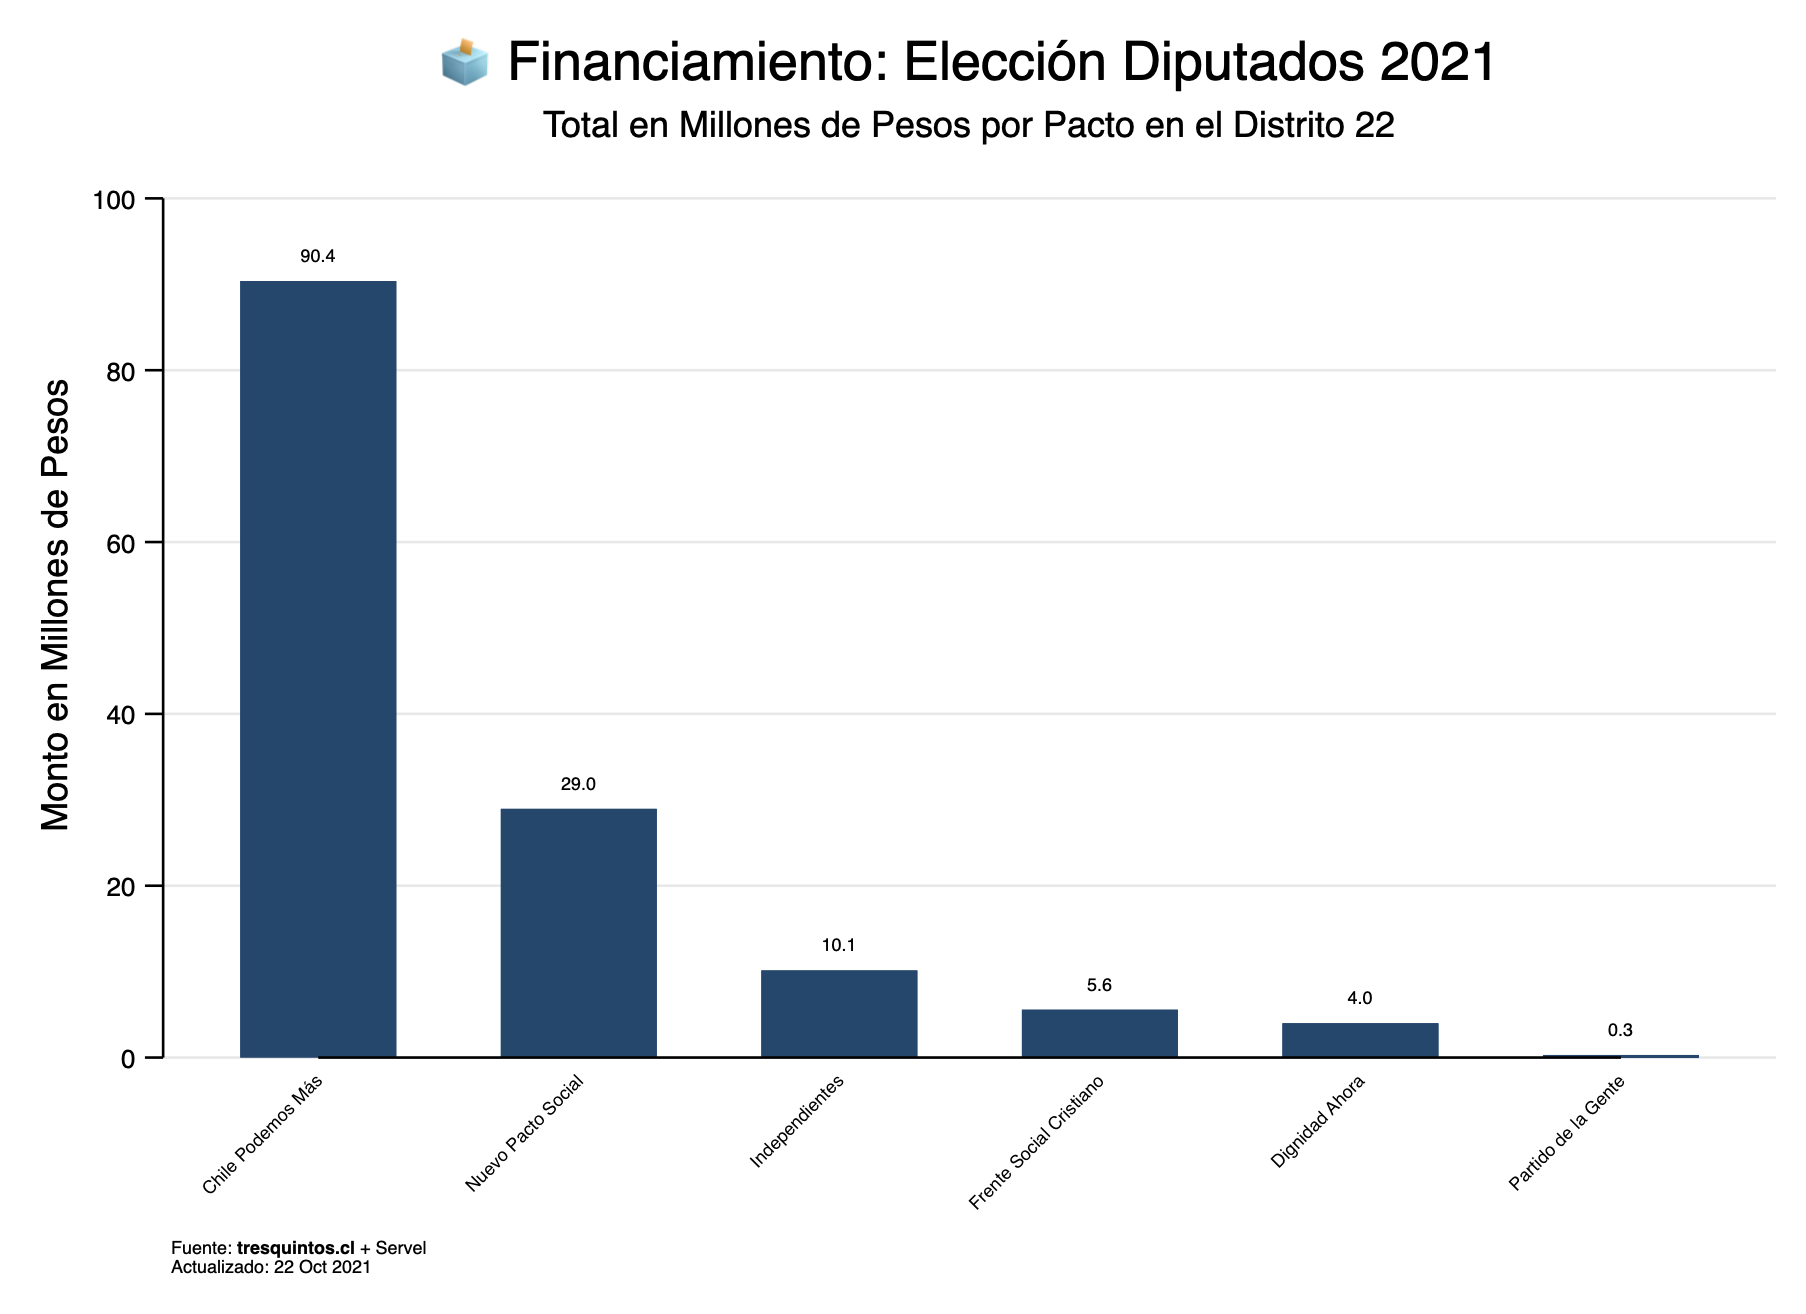 Financiamiento: Elección Diputados 2021
Total en Millones de Pesos por Pacto en el Distrito 22
Monto en Millones de Pesos
100
80
60
40
20
0
90.4
29.0
10.1
5.6
4.0
0.3
Chile Podemos Más
Nuevo Pacto Social
Independientes
Frente Social Cristiano
Dignidad Ahora
Partido de la Gente
Fuente: tresquintos.cl + Servel
Actualizado: 22 Oct 2021